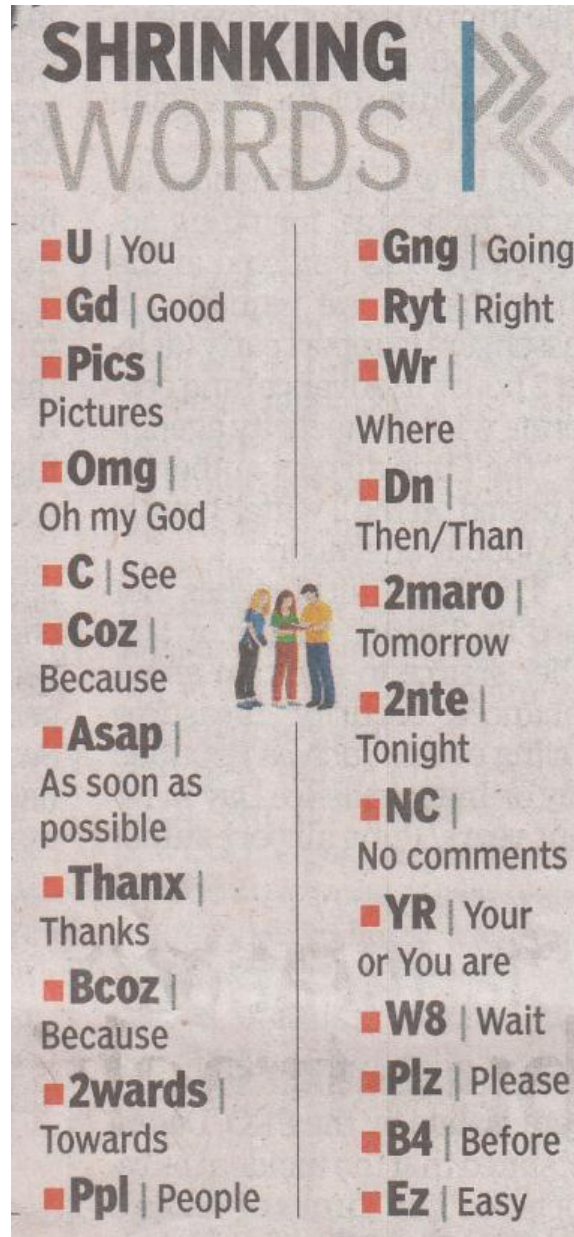 SHRINKING
WORDS
■U | You
■Gd | Good
■Pics |
Pictures
■Omg |
Oh my God
■C | See
■Coz |
Because
■Asap |
As soon as
possible
■Thanx |
Thanks
■Bcoz |
Because
■2wards |
Towards
■Ppl | People
■Gng | Going
■Ryt | Right
■Wr |
Where
■Dn |
Then/Than
■2maro |
Tomorrow
■2nte |
Tonight
■NC |
No comments
■YR | Your
or You are
■W8 | Wait
■Plz | Please
■B4 | Before
■Ez | Easy